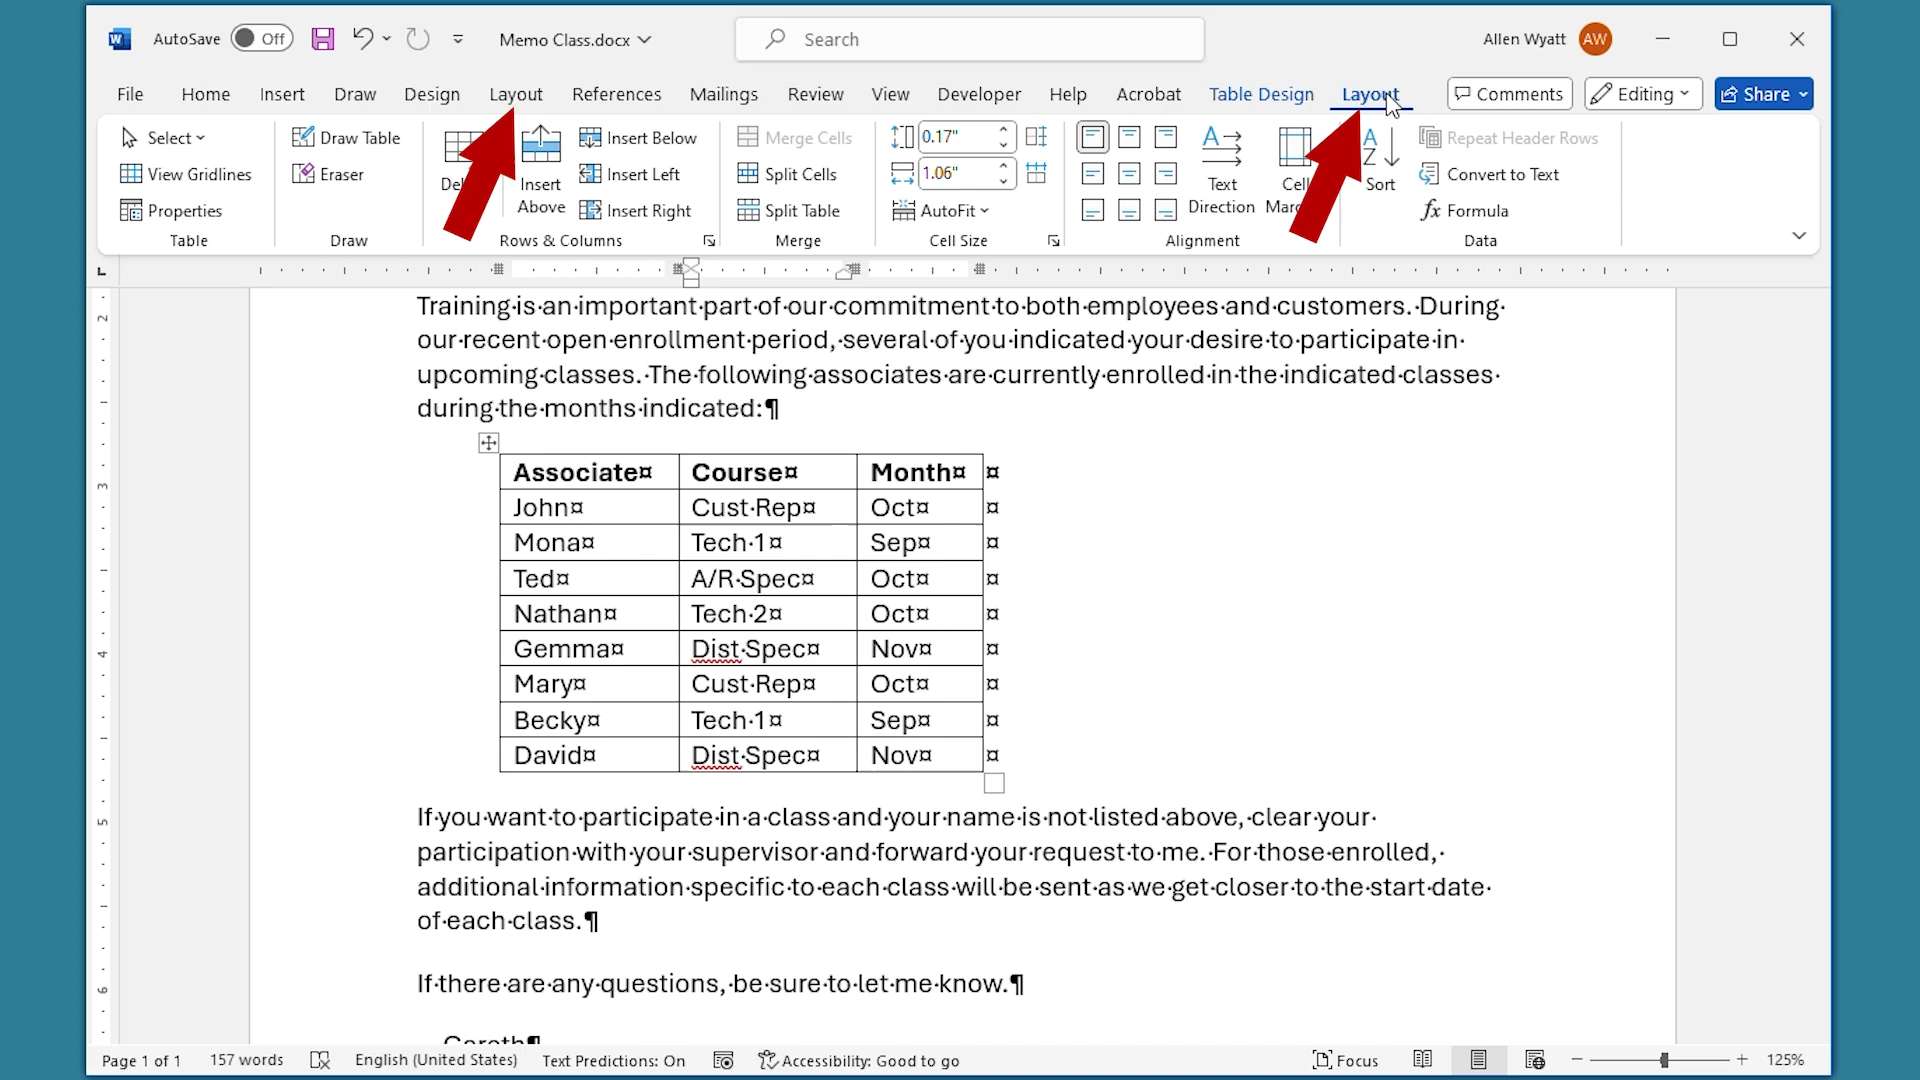 AutoSave Off Memo Class.docx Search Allen Wyatt AW
File Home Insert Draw Design Layout References Mailings Review View Developer Help Acrobat Table Design Layout Comments Editing Share
Select Draw Table Insert Below Merge Cells 0.17" Repeat Header Rows
View Gridlines Eraser Insert Left Split Cells 1.06" Convert to Text
Insert Above Text Direction Sort
Properties Insert Right Split Table AutoFit Formula
Table Draw Rows & Columns Merge Cell Size Alignment Data
2
Training·is·an·important·part·of·our·commitment·to·both·employees·and·customers.·During·
our·recent·open·enrollment·period,·several·of·you·indicated·your·desire·to·participate·in·
upcoming·classes.·The·following·associates·are·currently·enrolled·in·the·indicated·classes·
during·the·months·indicated:¶
Associate¤ Course¤ Month¤ ¤
3
John¤ Cust·Rep¤ Oct¤ ¤
Mona¤ Tech·1¤ Sep¤ ¤
Ted¤ A/R·Spec¤ Oct¤ ¤
Nathan¤ Tech·2¤ Oct¤ ¤
Gemma¤ Dist·Spec¤ Nov¤ ¤
4
Mary¤ Cust·Rep¤ Oct¤ ¤
Becky¤ Tech·1¤ Sep¤ ¤
David¤ Dist·Spec¤ Nov¤ ¤
If·you·want·to·participate·in·a·class·and·your·name·is·not·listed·above,·clear·your·
5
participation·with·your·supervisor·and·forward·your·request·to·me.·For·those·enrolled,·
additional·information·specific·to·each·class·will·be·sent·as·we·get·closer·to·the·start·date·
of·each·class.¶
If·there·are·any·questions,·be·sure·to·let·me·know.¶
6
Page 1 of 1 157 words English (United States) Text Predictions: On Accessibility: Good to go Focus 125%